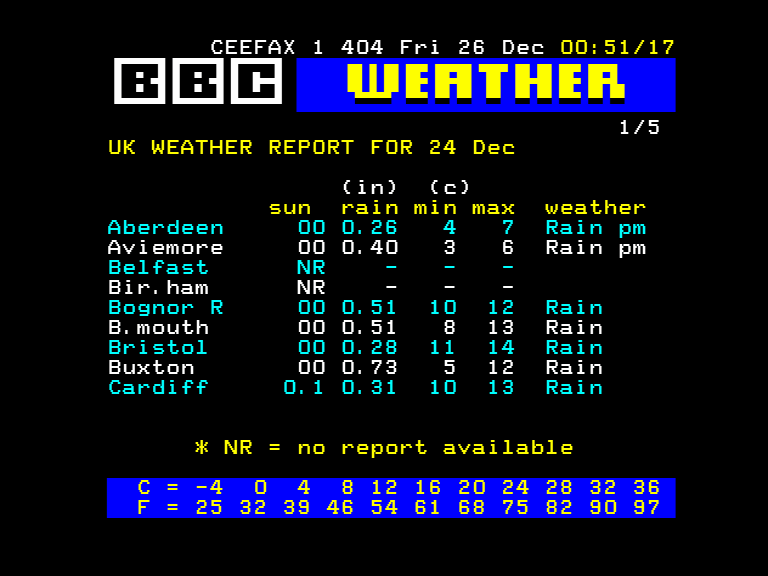 CEEFAX 1 404 Fri 26 Dec 00:51/17
BBC WEATHER
1/5
UK WEATHER REPORT FOR 24 Dec
(in) (c)
sun rain min max weather
Aberdeen 00 0.26 4 7 Rain pm
Aviemore 00 0.40 3 6 Rain pm
Belfast NR - - -
Bir.ham NR - - -
Bognor R 00 0.51 10 12 Rain
B.mouth 00 0.51 8 13 Rain
Bristol 00 0.28 11 14 Rain
Buxton 00 0.73 5 12 Rain
Cardiff 0.1 0.31 10 13 Rain
* NR = no report available
C = -4 0 4 8 12 16 20 24 28 32 36
F = 25 32 39 46 54 61 68 75 82 90 97